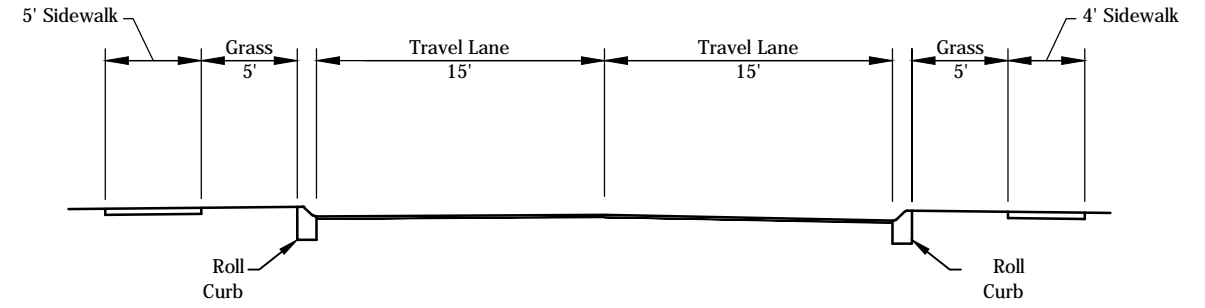 5' Sidewalk
Grass
5'
Travel Lane
15'
Travel Lane
15'
Grass
5'
4' Sidewalk
Roll
Curb
Roll
Curb